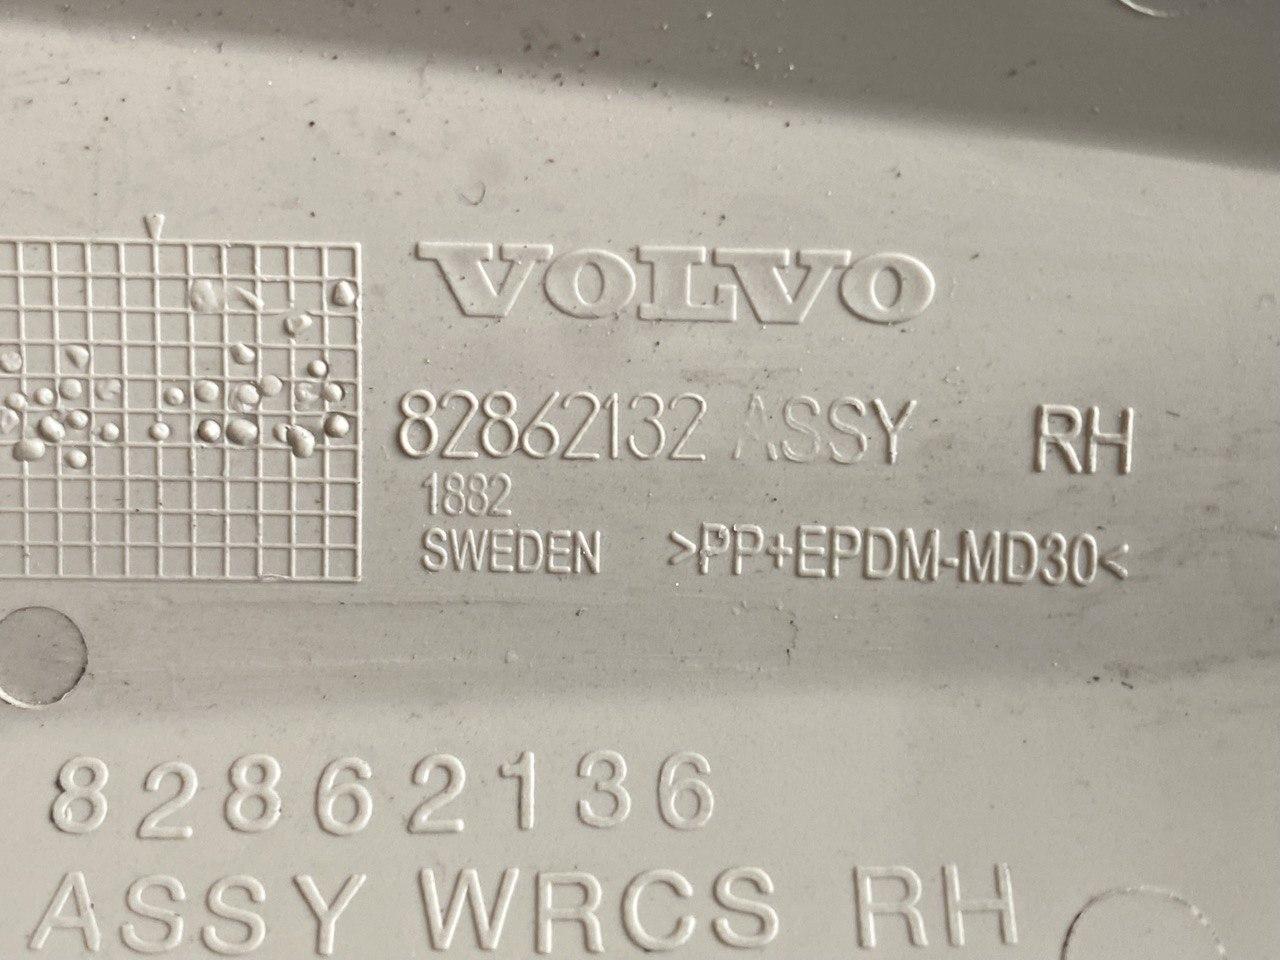 VOLVO
82862132 ASSY RH
1882
SWEDEN >PP+EPDM-MD30<
82862136
ASSY WRCS RH